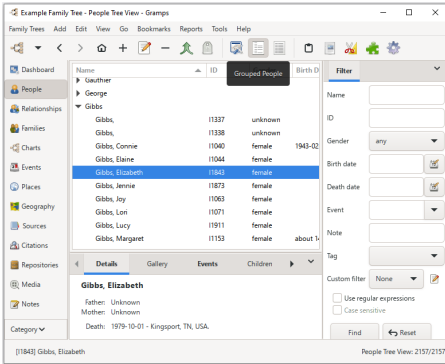 Example Family Tree - People Tree View - Gramps
Family Trees Add Edit View Go Bookmarks Reports Tools Help
Dashboard
People
Relationships
Families
Charts
Events
Places
Geography
Sources
Citations
Repositories
Media
Notes
Category
Name ID Birth D
Grouped People
Gauthier
George
Gibbs
Gibbs, I1337 unknown
Gibbs, I1338 unknown
Gibbs, Connie I1040 female 1943-02
Gibbs, Elaine I1044 female
Gibbs, Elizabeth I1843 female
Gibbs, Jennie I1873 female
Gibbs, Joy I1063 female
Gibbs, Lori I1071 female
Gibbs, Lucy I1911 female
Gibbs, Margaret I1153 female about 14
Details Gallery Events Children
Gibbs, Elizabeth
Father: Unknown
Mother: Unknown
Death: 1979-10-01 - Kingsport, TN, USA.
Filter
Name
ID
Gender any
Birth date
Death date
Event
Note
Tag
Custom filter None
Use regular expressions
Case sensitive
Find Reset
[I1843] Gibbs, Elizabeth
People Tree View: 2157/2157